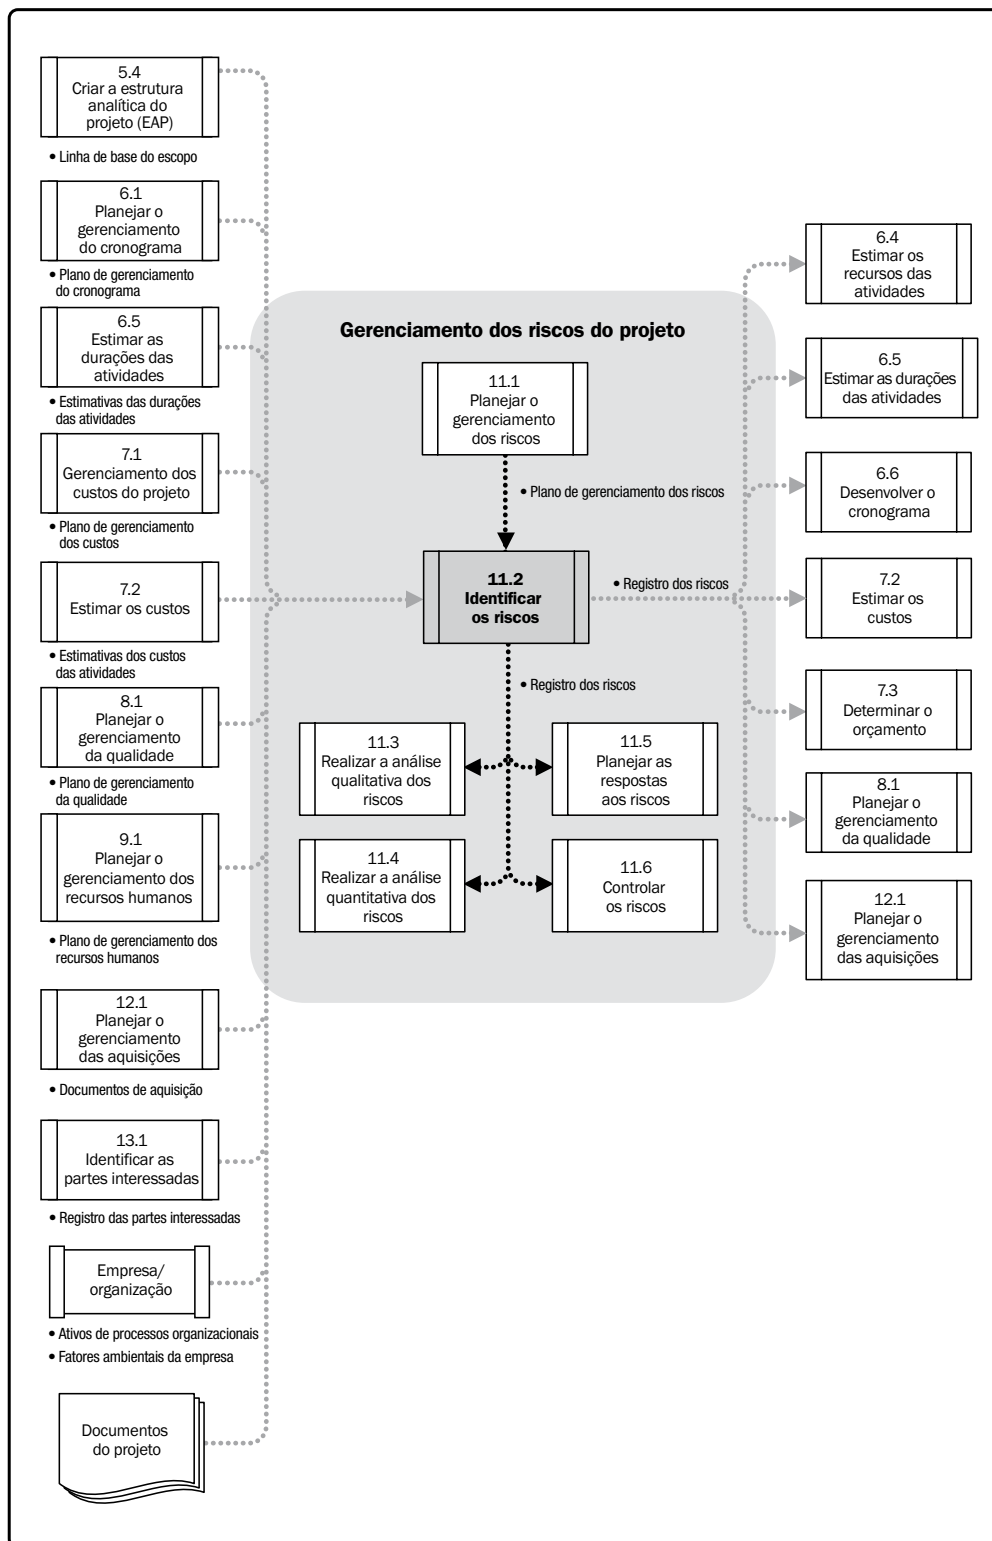 5.4
Criar a estrutura
analítica do
projeto (EAP)
• Linha de base do escopo
6.1
Planejar o
gerenciamento
do cronograma
• Plano de gerenciamento
do cronograma
6.5
Estimar as
durações das
atividades
• Estimativas das durações
das atividades
7.1
Gerenciamento dos
custos do projeto
• Plano de gerenciamento
dos custos
7.2
Estimar os custos
• Estimativas dos custos
das atividades
8.1
Planejar o
gerenciamento
da qualidade
• Plano de gerenciamento
da qualidade
9.1
Planejar o
gerenciamento dos
recursos humanos
• Plano de gerenciamento dos
recursos humanos
12.1
Planejar o
gerenciamento
das aquisições
• Documentos de aquisição
13.1
Identificar as
partes interessadas
• Registro das partes interessadas
Empresa/
organização
• Ativos de processos organizacionais
• Fatores ambientais da empresa
Documentos
do projeto
Gerenciamento dos riscos do projeto
11.1
Planejar o
gerenciamento
dos riscos
• Plano de gerenciamento dos riscos
11.2
Identificar
os riscos
• Registro dos riscos
• Registro dos riscos
11.3
Realizar a análise
qualitativa dos
riscos
11.5
Planejar as
respostas
aos riscos
11.4
Realizar a análise
quantitativa dos
riscos
11.6
Controlar
os riscos
6.4
Estimar os
recursos das
atividades
6.5
Estimar as durações
das atividades
6.6
Desenvolver o
cronograma
7.2
Estimar os
custos
7.3
Determinar o
orçamento
8.1
Planejar o
gerenciamento
da qualidade
12.1
Planejar o
gerenciamento
das aquisições